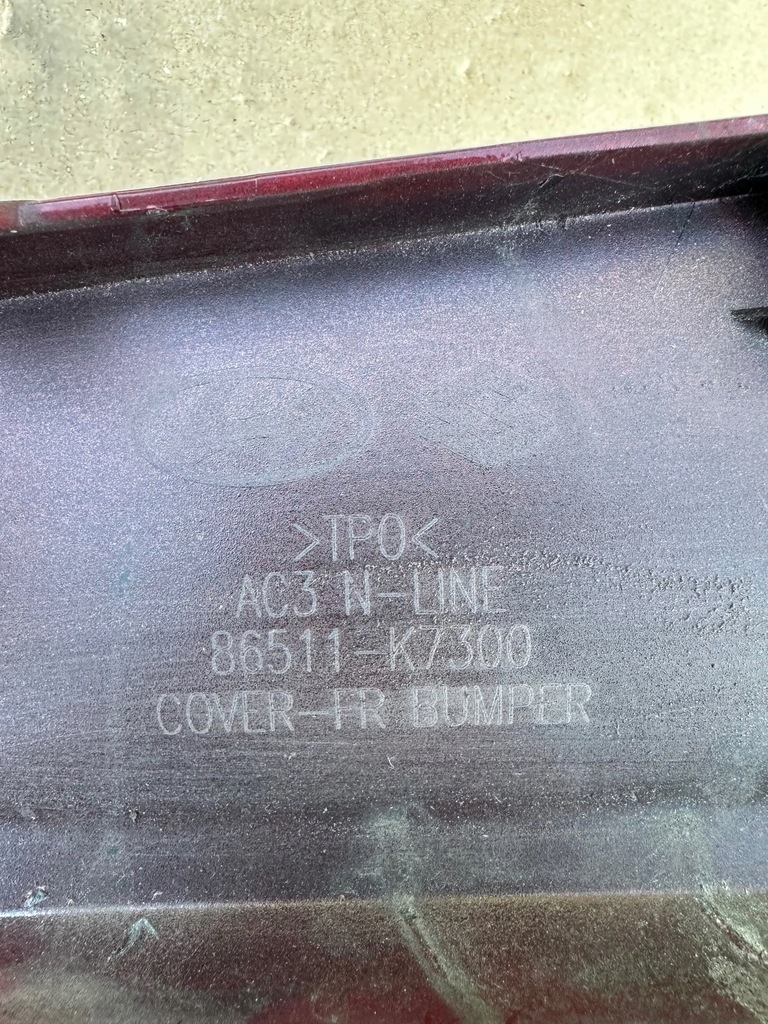 >TPO<
AC3 N-LINE
86511-K7300
COVER-FR BUMPER